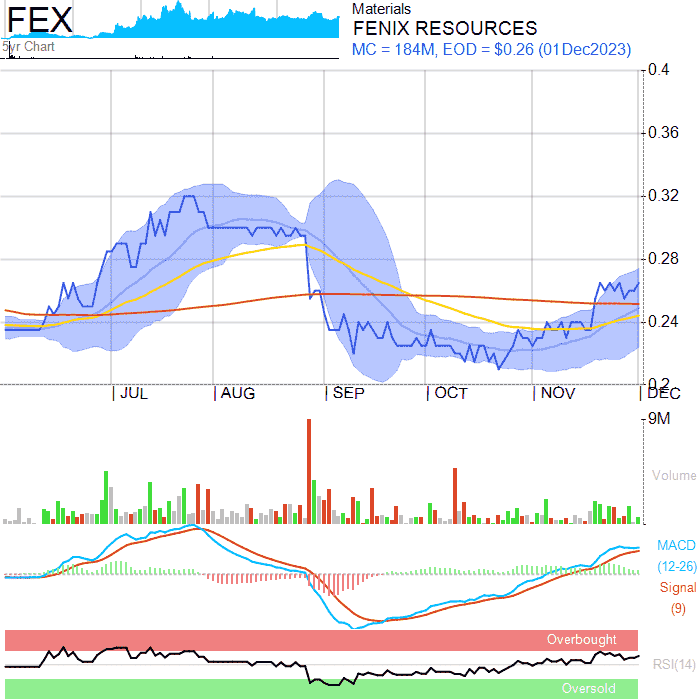 FEX
5yr Chart
Materials
FENIX RESOURCES
MC = 184M, EOD = $0.26 (01Dec2023)
0.4
0.36
0.32
0.28
0.24
0.2
JUL AUG SEP OCT NOV DEC
9M
Volume
MACD
(12-26)
Signal
(9)
Overbought
RSI(14)
Oversold